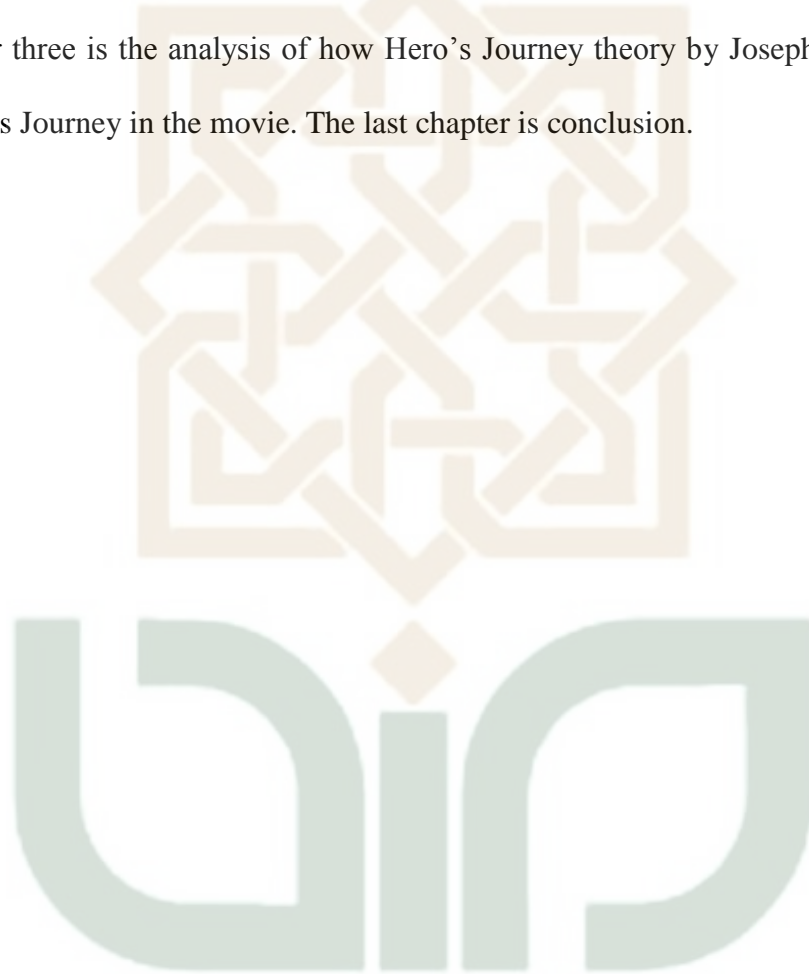 three is the analysis of how Hero’s Journey theory by Joseph
s Journey in the movie. The last chapter is conclusion.